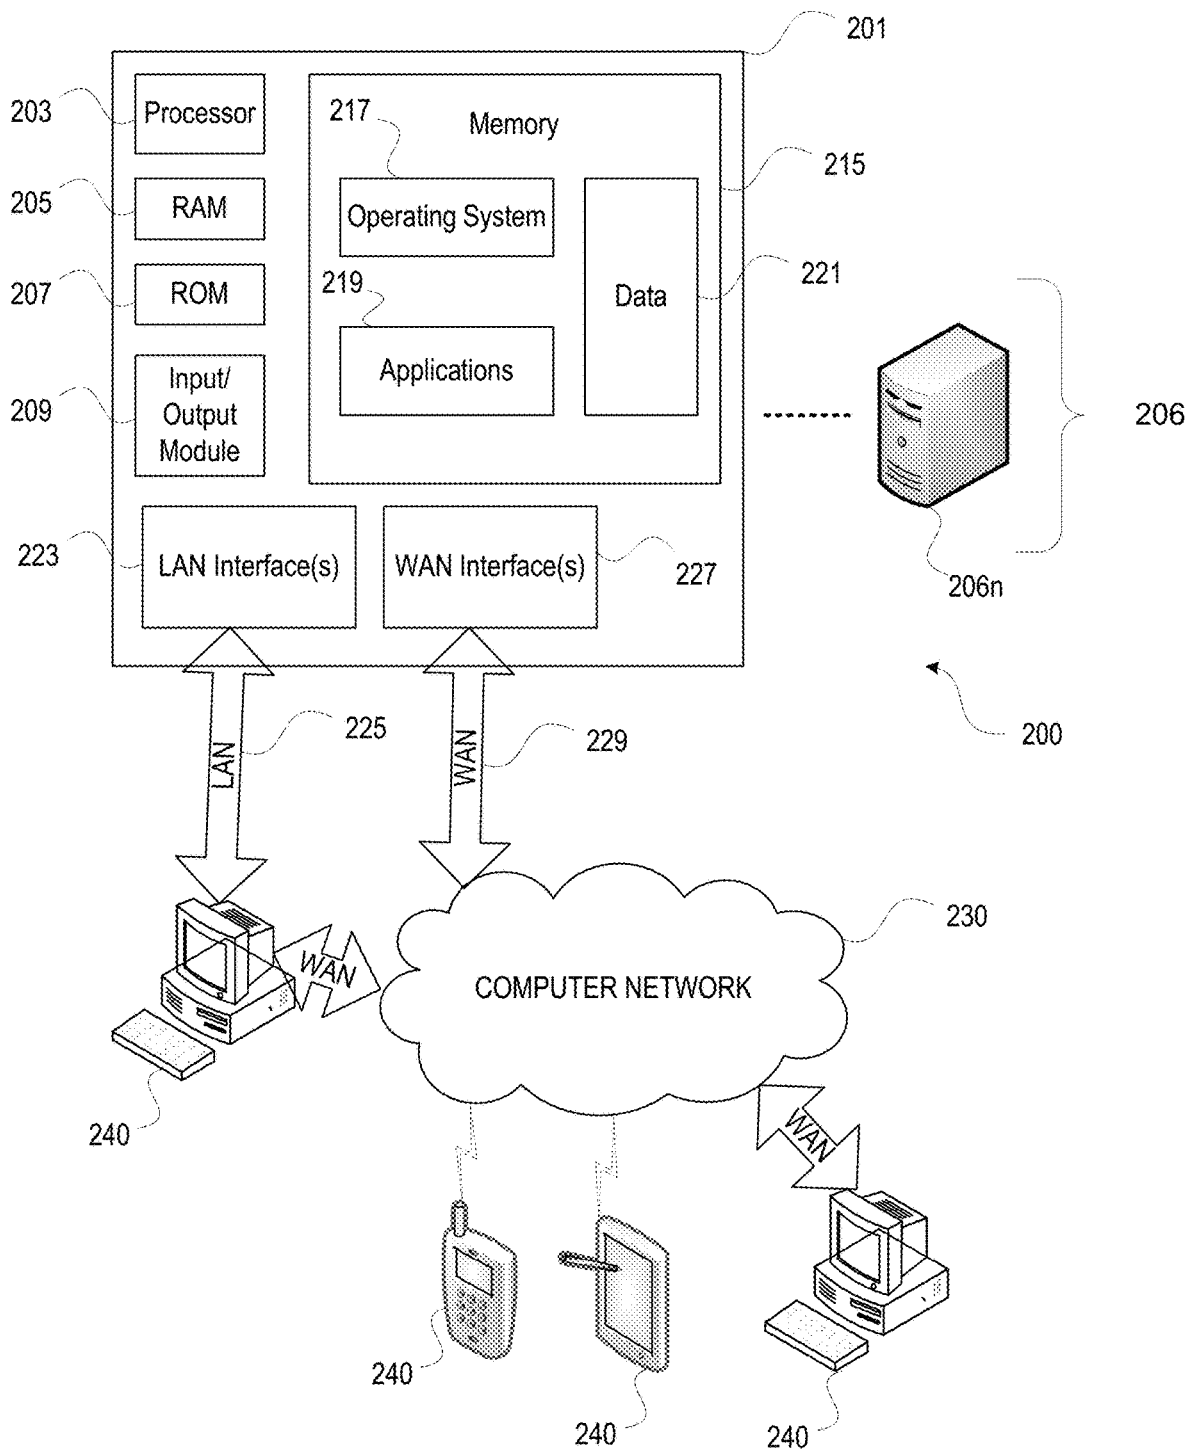 201
203
Processor
217
Memory
215
205
RAM
Operating System
219
Data
221
207
ROM
Applications
209
Input/
Output
Module
206
223
LAN Interface(s)
WAN Interface(s)
227
206n
200
225
229
LAN
WAN
230
WAN
COMPUTER NETWORK
240
WAN
240
240
240